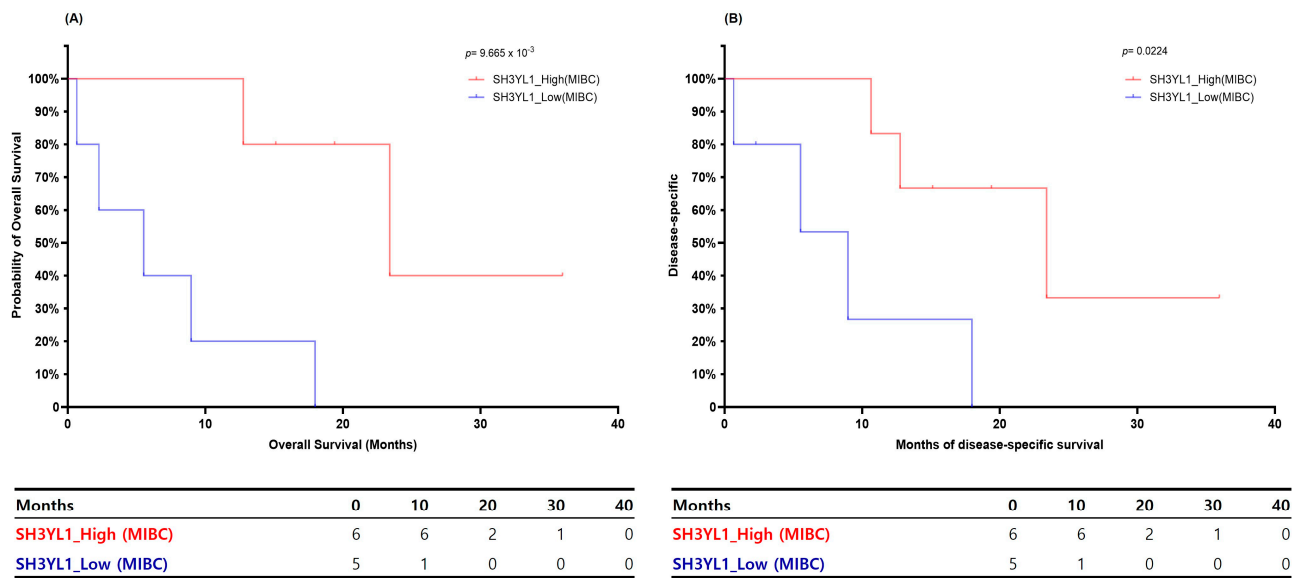 (A)
p= 9.665 x 10-3
SH3YL1_High(MIBC)
SH3YL1_Low(MIBC)
Probability of Overall Survival
100%
90%
80%
70%
60%
50%
40%
30%
20%
10%
0
0 10 20 30 40
Overall Survival (Months)
Months 0 10 20 30 40
SH3YL1_High (MIBC) 6 6 2 1 0
SH3YL1_Low (MIBC) 5 1 0 0 0
(B)
p= 0.0224
SH3YL1_High(MIBC)
SH3YL1_Low(MIBC)
Disease-specific
100%
90%
80%
70%
60%
50%
40%
30%
20%
10%
0
0 10 20 30 40
Months of disease-specific survival
Months 0 10 20 30 40
SH3YL1_High (MIBC) 6 6 2 1 0
SH3YL1_Low (MIBC) 5 1 0 0 0